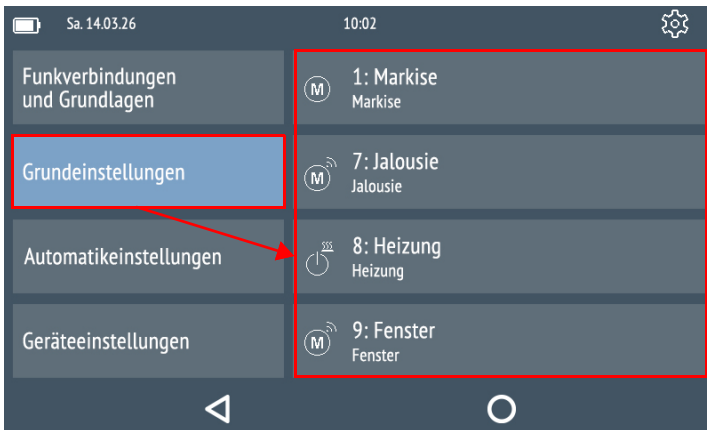 Sa. 14.03.26
10:02
Funkverbindungen
und Grundlagen
Grundeinstellungen
Automatikeinstellungen
Geräteeinstellungen
M
1: Markise
Markise
M
7: Jalousie
Jalousie
8: Heizung
Heizung
M
9: Fenster
Fenster